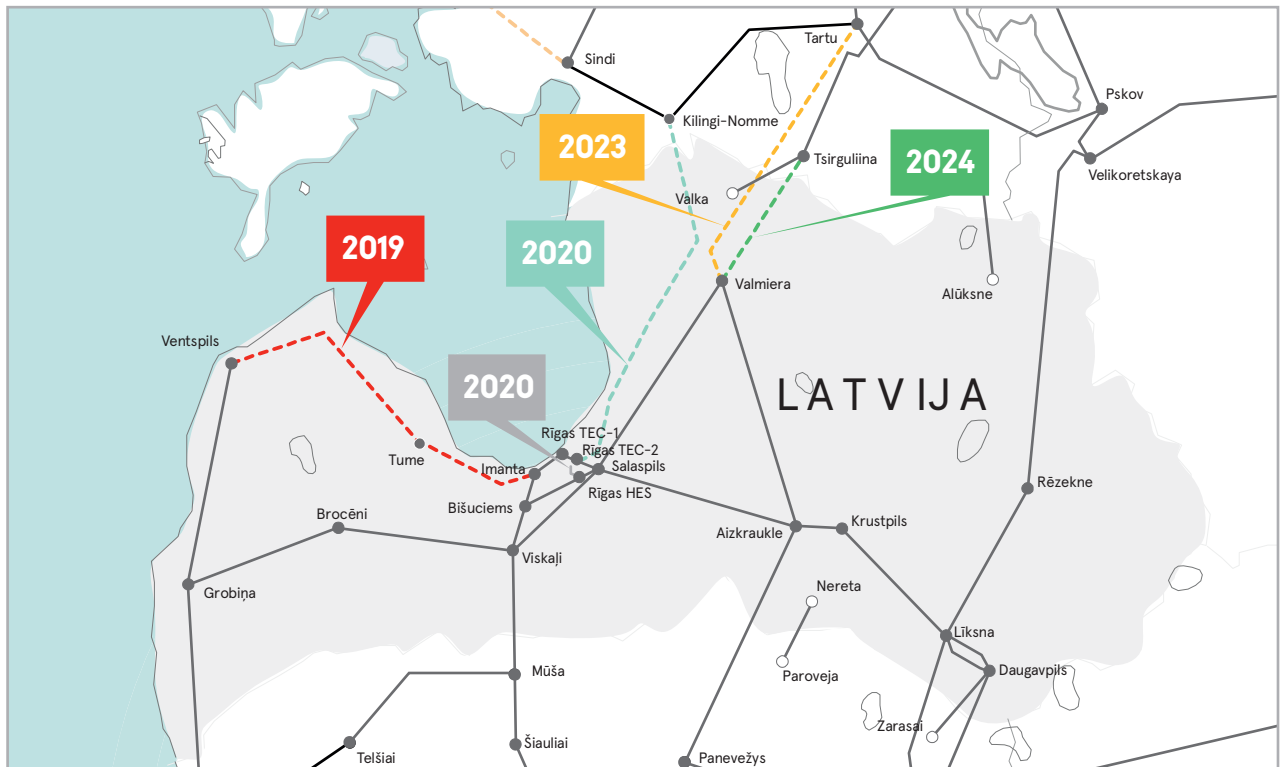 Tartu
Sindi
Pskov
Kilingi-Nomme
2023
2024
Tsirguliina
Velikoretskaya
Valka
2019
2020
Valmiera
Alūksne
Ventspils
2020
LATVIJA
Rīgas TEC-1
Rīgas TEC-2
Tume
Imanta
Salaspils
Rēzekne
Rīgas HES
Bišuciems
Brocēni
Krustpils
Aizkraukle
Viskaļi
Nereta
Grobiņa
Līksna
Mūša
Paroveja
Daugavpils
Zarasai
Šiauliai
Telšiai
Panevežys